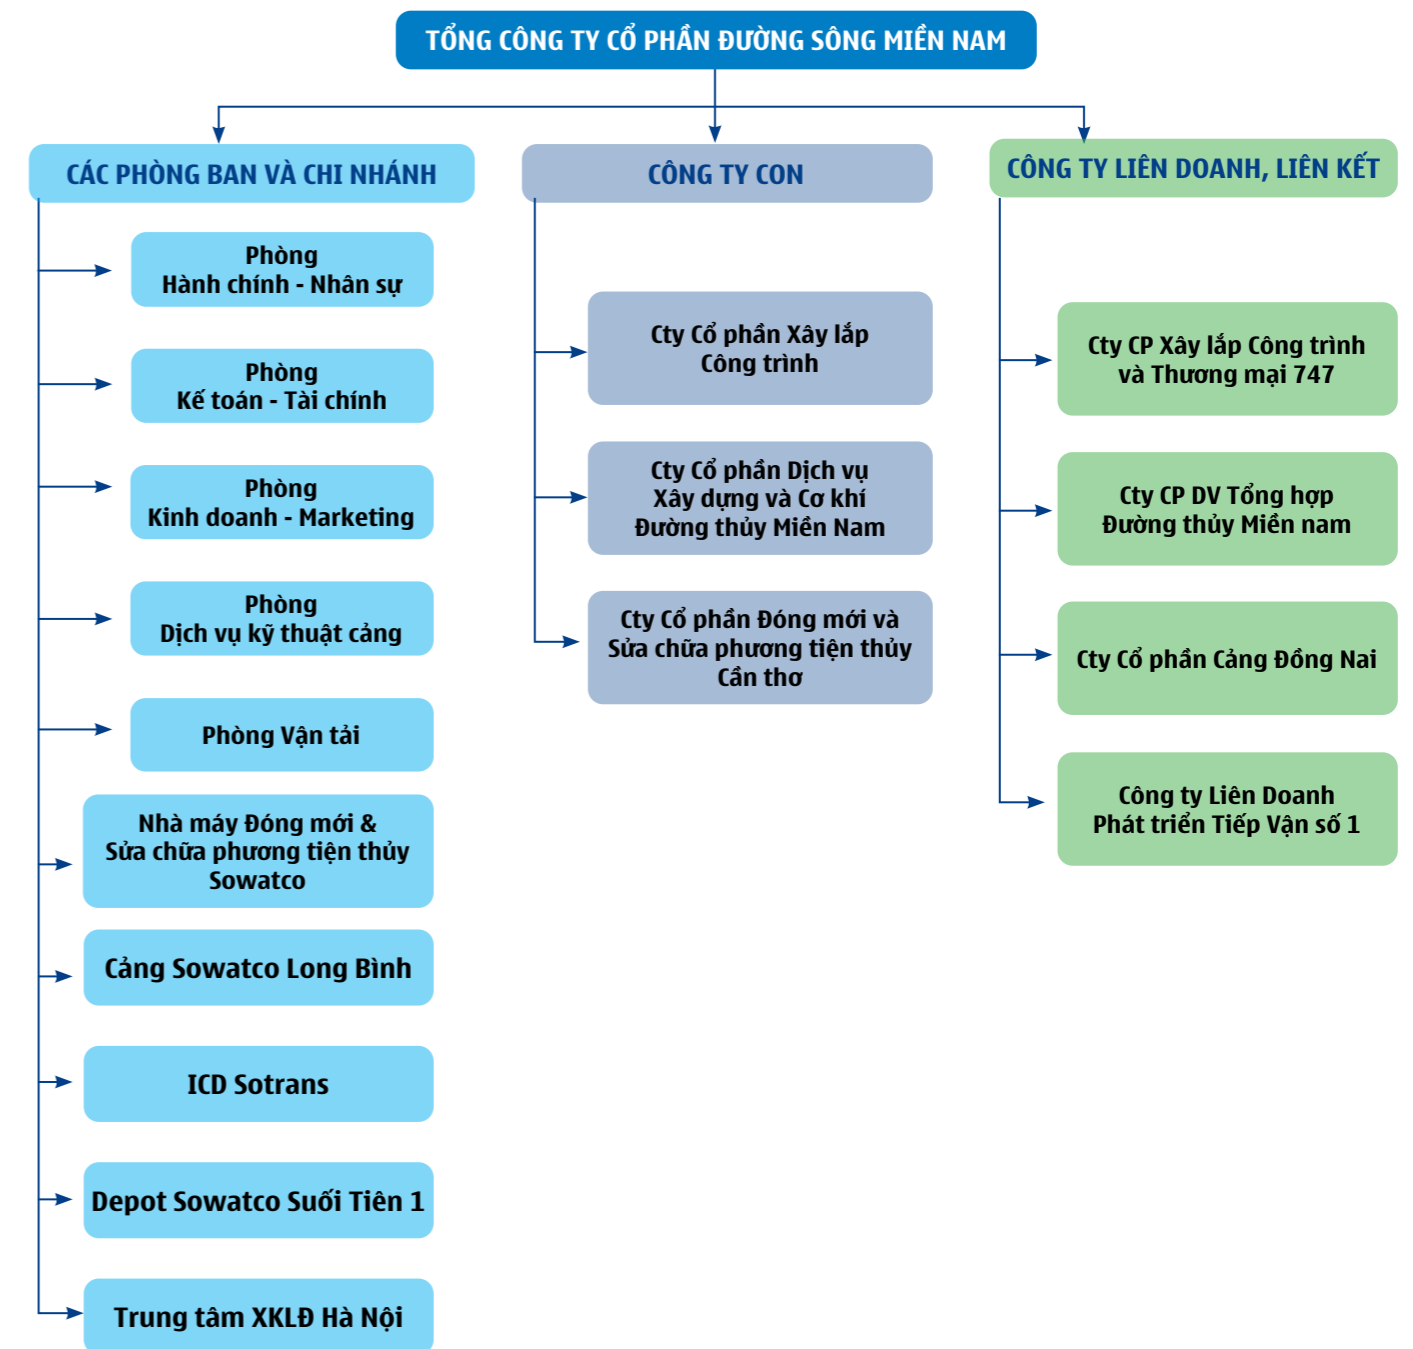 TỔNG CÔNG TY CỔ PHẦN ĐƯỜNG SÔNG MIỀN NAM
CÁC PHÒNG BAN VÀ CHI NHÁNH
Phòng
Hành chính - Nhân sự
Phòng
Kế toán - Tài chính
Phòng
Kinh doanh - Marketing
Phòng
Dịch vụ kỹ thuật cảng
Phòng Vận tải
Nhà máy Đóng mới &
Sửa chữa phương tiện thủy
Sowatco
Cảng Sowatco Long Bình
ICD Sotrans
Depot Sowatco Suối Tiên 1
Trung tâm XKLĐ Hà Nội
CÔNG TY CON
Cty Cổ phần Xây lắp
Công trình
Cty Cổ phần Dịch vụ
Xây dựng và Cơ khí
Đường thủy Miền Nam
Cty Cổ phần Đóng mới và
Sửa chữa phương tiện thủy
Cần thơ
CÔNG TY LIÊN DOANH, LIÊN KẾT
Cty CP Xây lắp Công trình
và Thương mại 747
Cty CP DV Tổng hợp
Đường thủy Miền nam
Cty Cổ phần Cảng Đồng Nai
Công ty Liên Doanh
Phát triển Tiếp Vận số 1